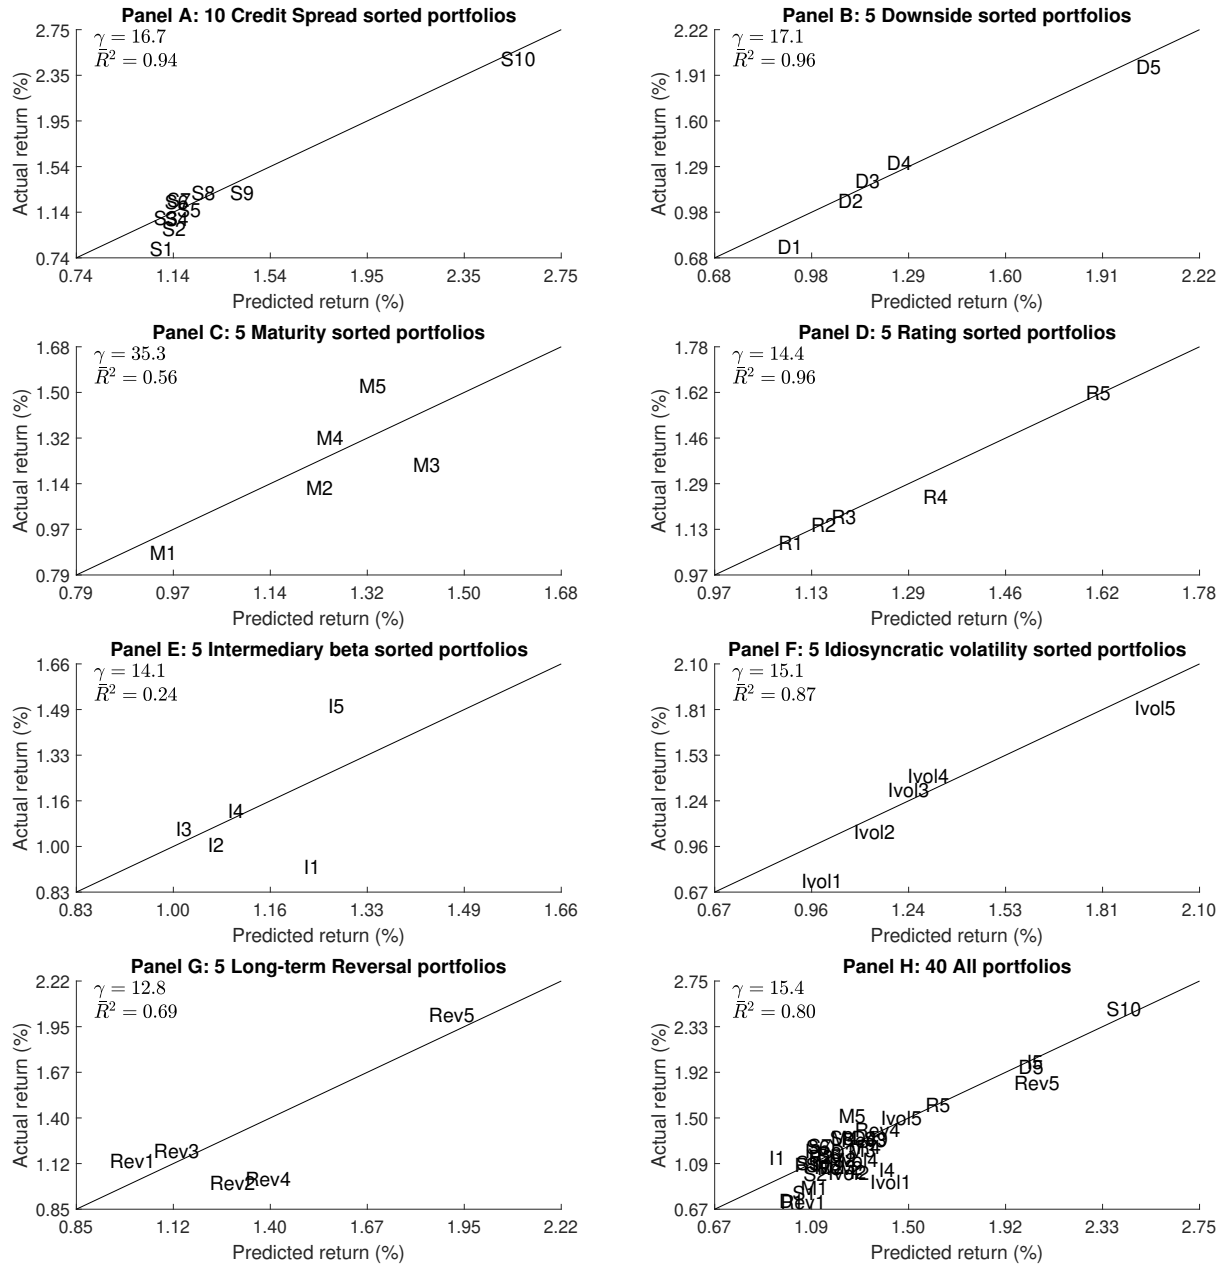 Panel A: 10 Credit Spread sorted portfolios
γ = 16.7
R̄² = 0.94
Actual return (%)
2.75
2.35
1.95
1.54
1.14
0.74
S10
S9
S8
S7
S6
S5
S3
S4
S2
S1
0.74 1.14 1.54 1.95 2.35 2.75
Predicted return (%)
Panel B: 5 Downside sorted portfolios
γ = 17.1
R̄² = 0.96
Actual return (%)
2.22
1.91
1.60
1.29
0.98
0.68
D5
D4
D3
D2
D1
0.68 0.98 1.29 1.60 1.91 2.22
Predicted return (%)
Panel C: 5 Maturity sorted portfolios
γ = 35.3
R̄² = 0.56
Actual return (%)
1.68
1.50
1.32
1.14
0.97
0.79
M5
M4
M3
M2
M1
0.79 0.97 1.14 1.32 1.50 1.68
Predicted return (%)
Panel D: 5 Rating sorted portfolios
γ = 14.4
R̄² = 0.96
Actual return (%)
1.78
1.62
1.46
1.29
1.13
0.97
R5
R4
R3
R2
R1
0.97 1.13 1.29 1.46 1.62 1.78
Predicted return (%)
Panel E: 5 Intermediary beta sorted portfolios
γ = 14.1
R̄² = 0.24
Actual return (%)
1.66
1.49
1.33
1.16
1.00
0.83
I5
I4
I3
I2
I1
0.83 1.00 1.16 1.33 1.49 1.66
Predicted return (%)
Panel F: 5 Idiosyncratic volatility sorted portfolios
γ = 15.1
R̄² = 0.87
Actual return (%)
2.10
1.81
1.53
1.24
0.96
0.67
Ivol5
Ivol4
Ivol3
Ivol2
Ivol1
0.67 0.96 1.24 1.53 1.81 2.10
Predicted return (%)
Panel G: 5 Long-term Reversal portfolios
γ = 12.8
R̄² = 0.69
Actual return (%)
2.22
1.95
1.67
1.40
1.12
0.85
Rev5
Rev3
Rev1
Rev4
Rev2
0.85 1.12 1.40 1.67 1.95 2.22
Predicted return (%)
Panel H: 40 All portfolios
γ = 15.4
R̄² = 0.80
Actual return (%)
2.75
2.33
1.92
1.50
1.09
0.67
S10
I5
D5
Rev5
R5
M5
Ivol5
Rev4
I1
I4
S2
Ivol1
M1
S1
D1
Rev1
0.67 1.09 1.50 1.92 2.33 2.75
Predicted return (%)